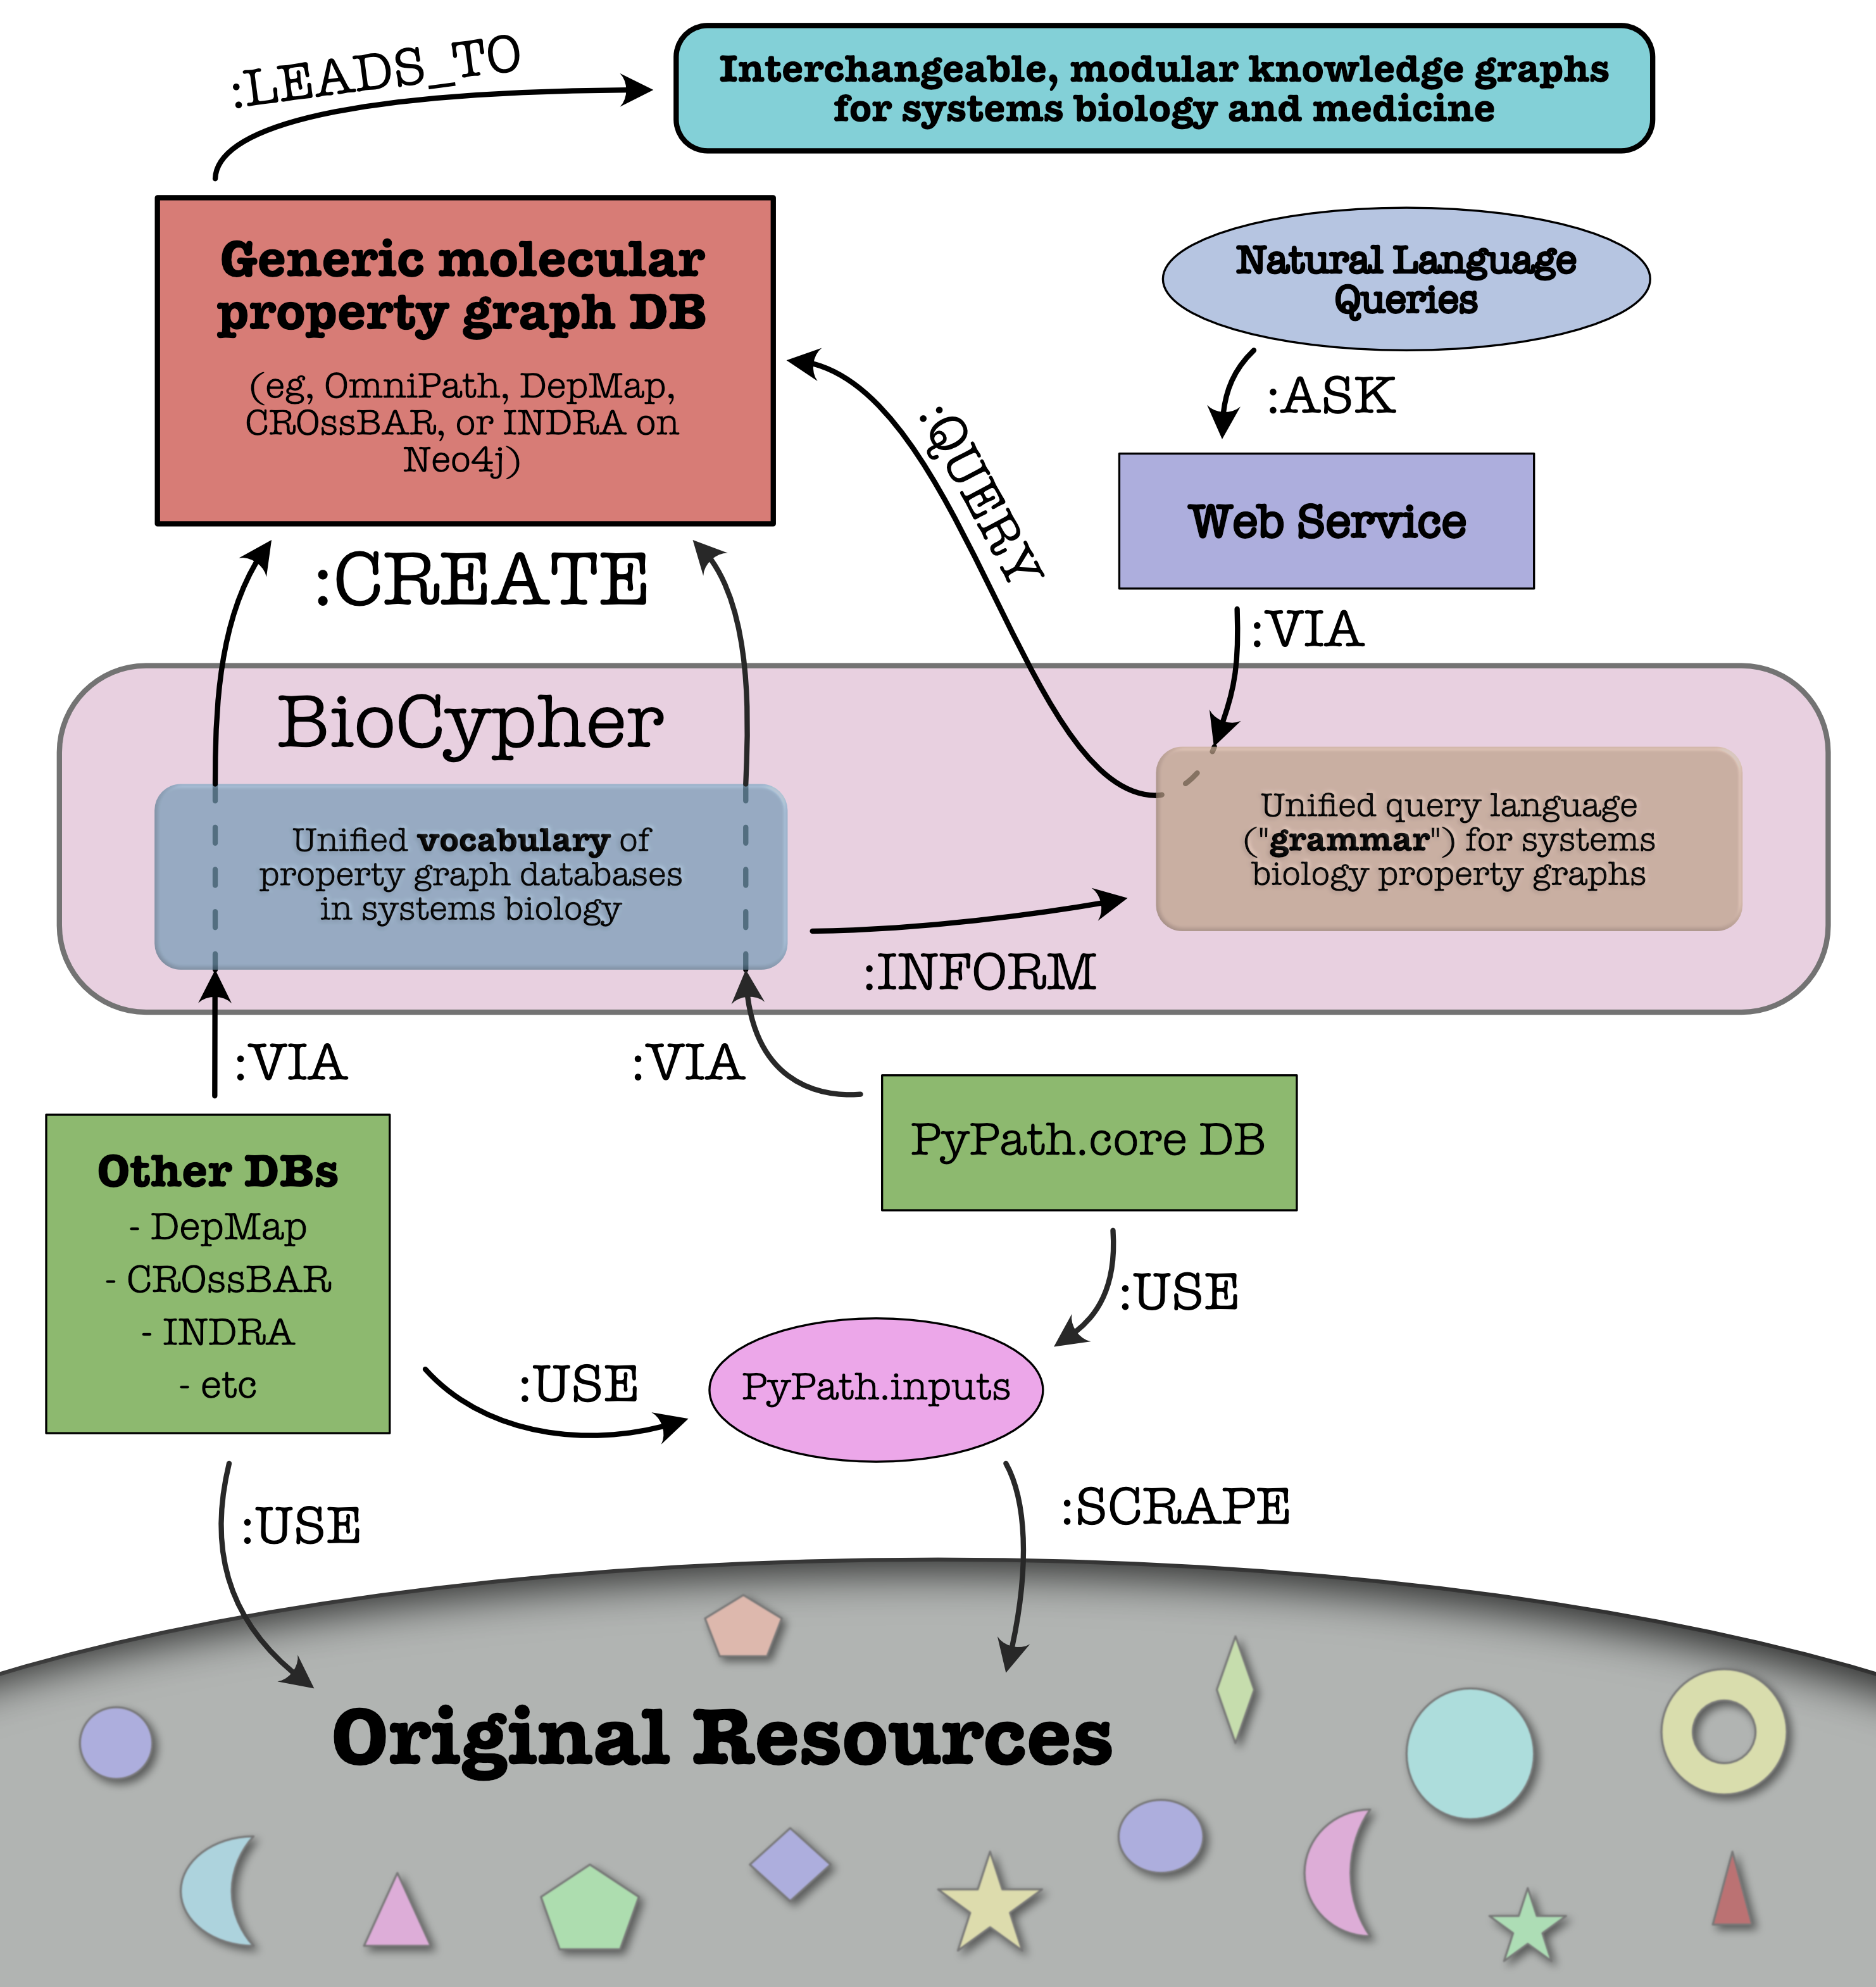 :LEADS_TO
Interchangeable, modular knowledge graphs
for systems biology and medicine
Generic molecular
property graph DB
(eg, OmniPath, DepMap,
CROssBAR, or INDRA on
Neo4j)
Natural Language
Queries
:ASK
:QUERY
Web Service
:CREATE
:VIA
BioCypher
Unified vocabulary of
property graph databases
in systems biology
Unified query language
("grammar") for systems
biology property graphs
:INFORM
:VIA
:VIA
PyPath.core DB
Other DBs
- DepMap
- CROssBAR
- INDRA
- etc
:USE
:USE
PyPath.inputs
:USE
:SCRAPE
Original Resources